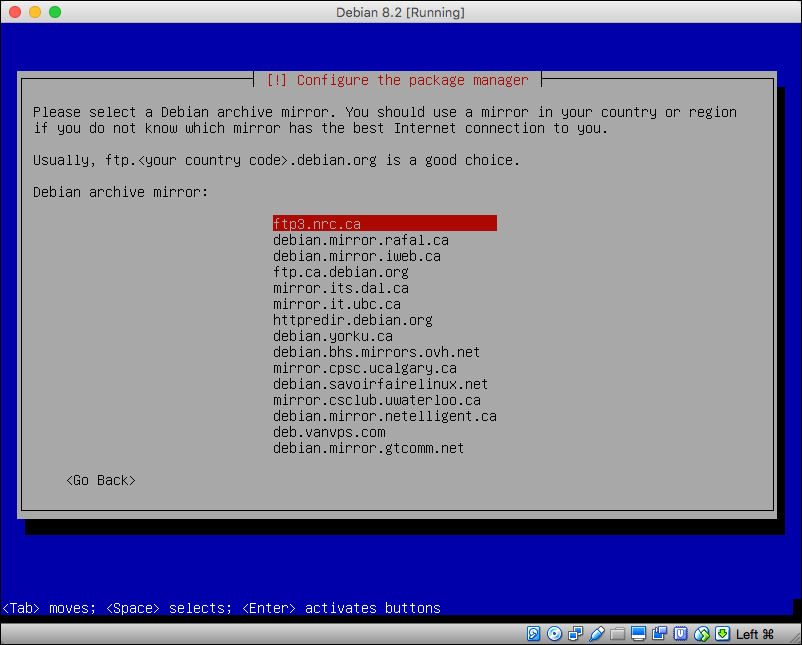 Debian 8.2 [Running]
[!] Configure the package manager
Please select a Debian archive mirror. You should use a mirror in your country or region
if you do not know which mirror has the best Internet connection to you.
Usually, ftp.<your country code>.debian.org is a good choice.
Debian archive mirror:
ftp3.nrc.ca
debian.mirror.rafal.ca
debian.mirror.iweb.ca
ftp.ca.debian.org
mirror.its.dal.ca
mirror.it.ubc.ca
httpredir.debian.org
debian.yorku.ca
debian.bhs.mirrors.ovh.net
mirror.cpsc.ucalgary.ca
debian.savoirfairelinux.net
mirror.csclub.uwaterloo.ca
debian.mirror.netelligent.ca
deb.vanvps.com
debian.mirror.gtcomm.net
<Go Back>
<Tab> moves; <Space> selects; <Enter> activates buttons
Left ⌘